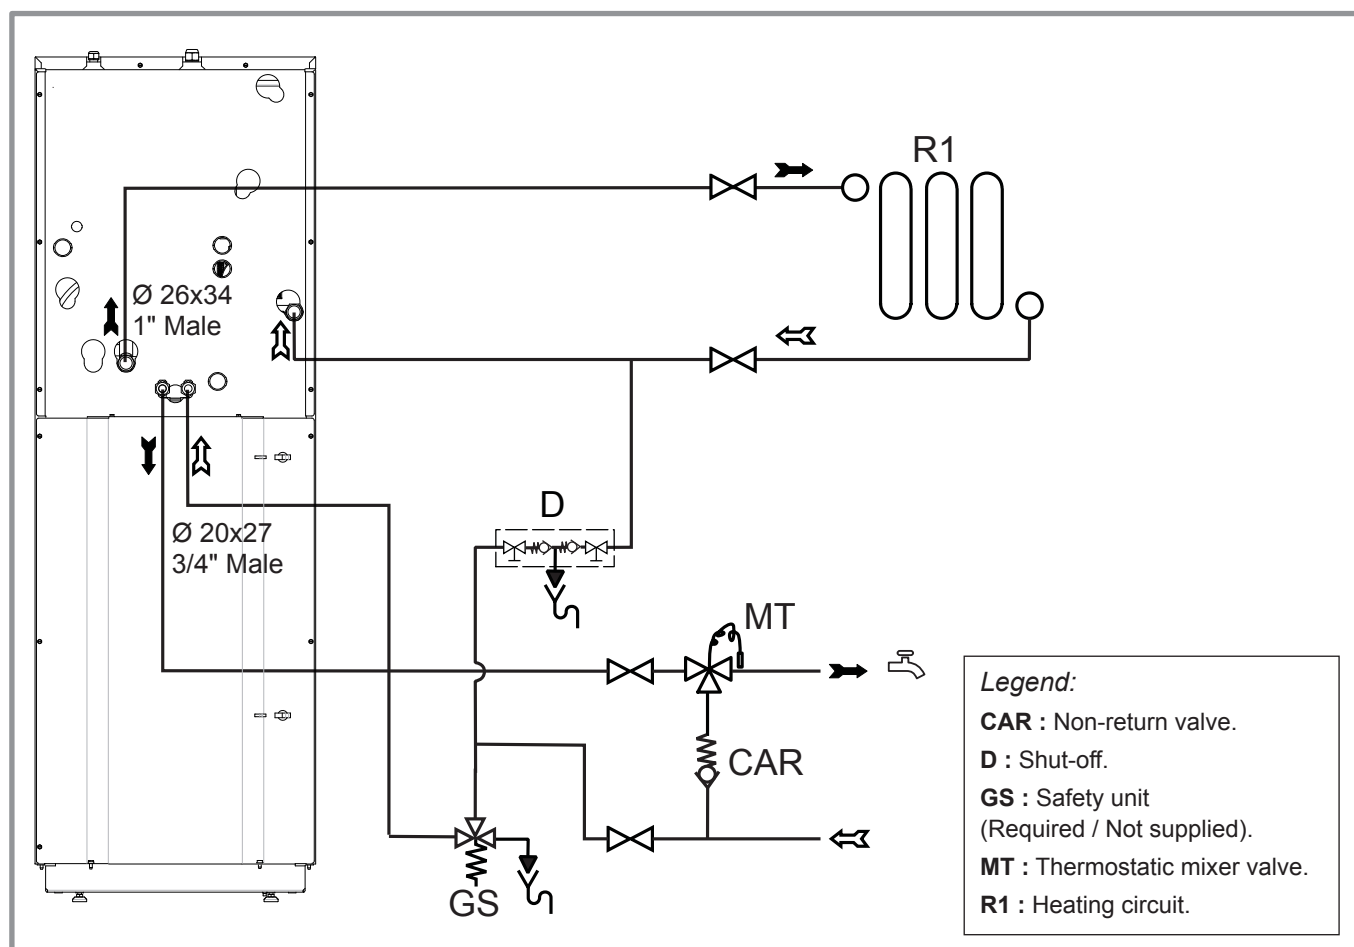 R1
Ø 26x34
1" Male
D
Ø 20x27
3/4" Male
MT
CAR
GS
Legend:
CAR : Non-return valve.
D : Shut-off.
GS : Safety unit
(Required / Not supplied).
MT : Thermostatic mixer valve.
R1 : Heating circuit.